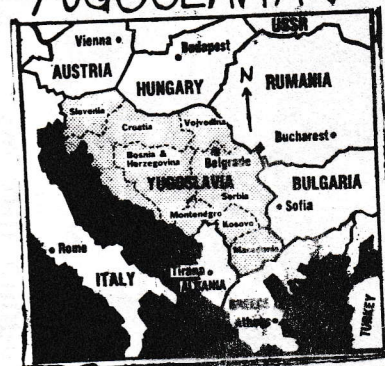 YUGOSLAVIA
USSR
Vienna
Budapest
AUSTRIA
HUNGARY
N
RUMANIA
Slovenia
Croatia
Vojvodina
Bucharest
Bosnia &
Herzegovina
Belgrade
YUGOSLAVIA
BULGARIA
Serbia
Montenegro
Kosovo
Sofia
Rome
Macedonia
Tirana
ALBANIA
ITALY
GREECE
Athens
TURKEY